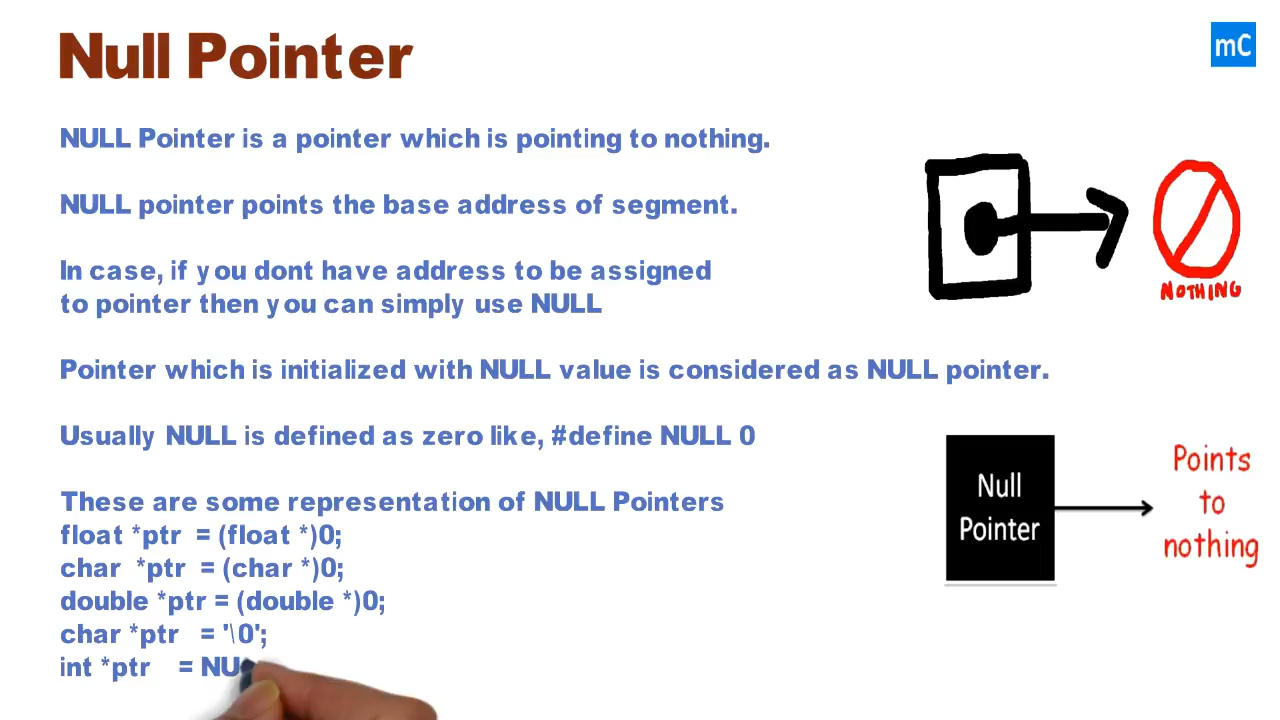 Null Pointer
mC
NULL Pointer is a pointer which is pointing to nothing.
NULL pointer points the base address of segment.
In case, if you dont have address to be assigned
to pointer then you can simply use NULL
NOTHING
Pointer which is initialized with NULL value is considered as NULL pointer.
Usually NULL is defined as zero like, #define NULL 0
These are some representation of NULL Pointers
float *ptr = (float *)0;
char *ptr = (char *)0;
double *ptr = (double *)0;
char *ptr = '\0';
int *ptr = NU
Null
Pointer
Points
to
nothing